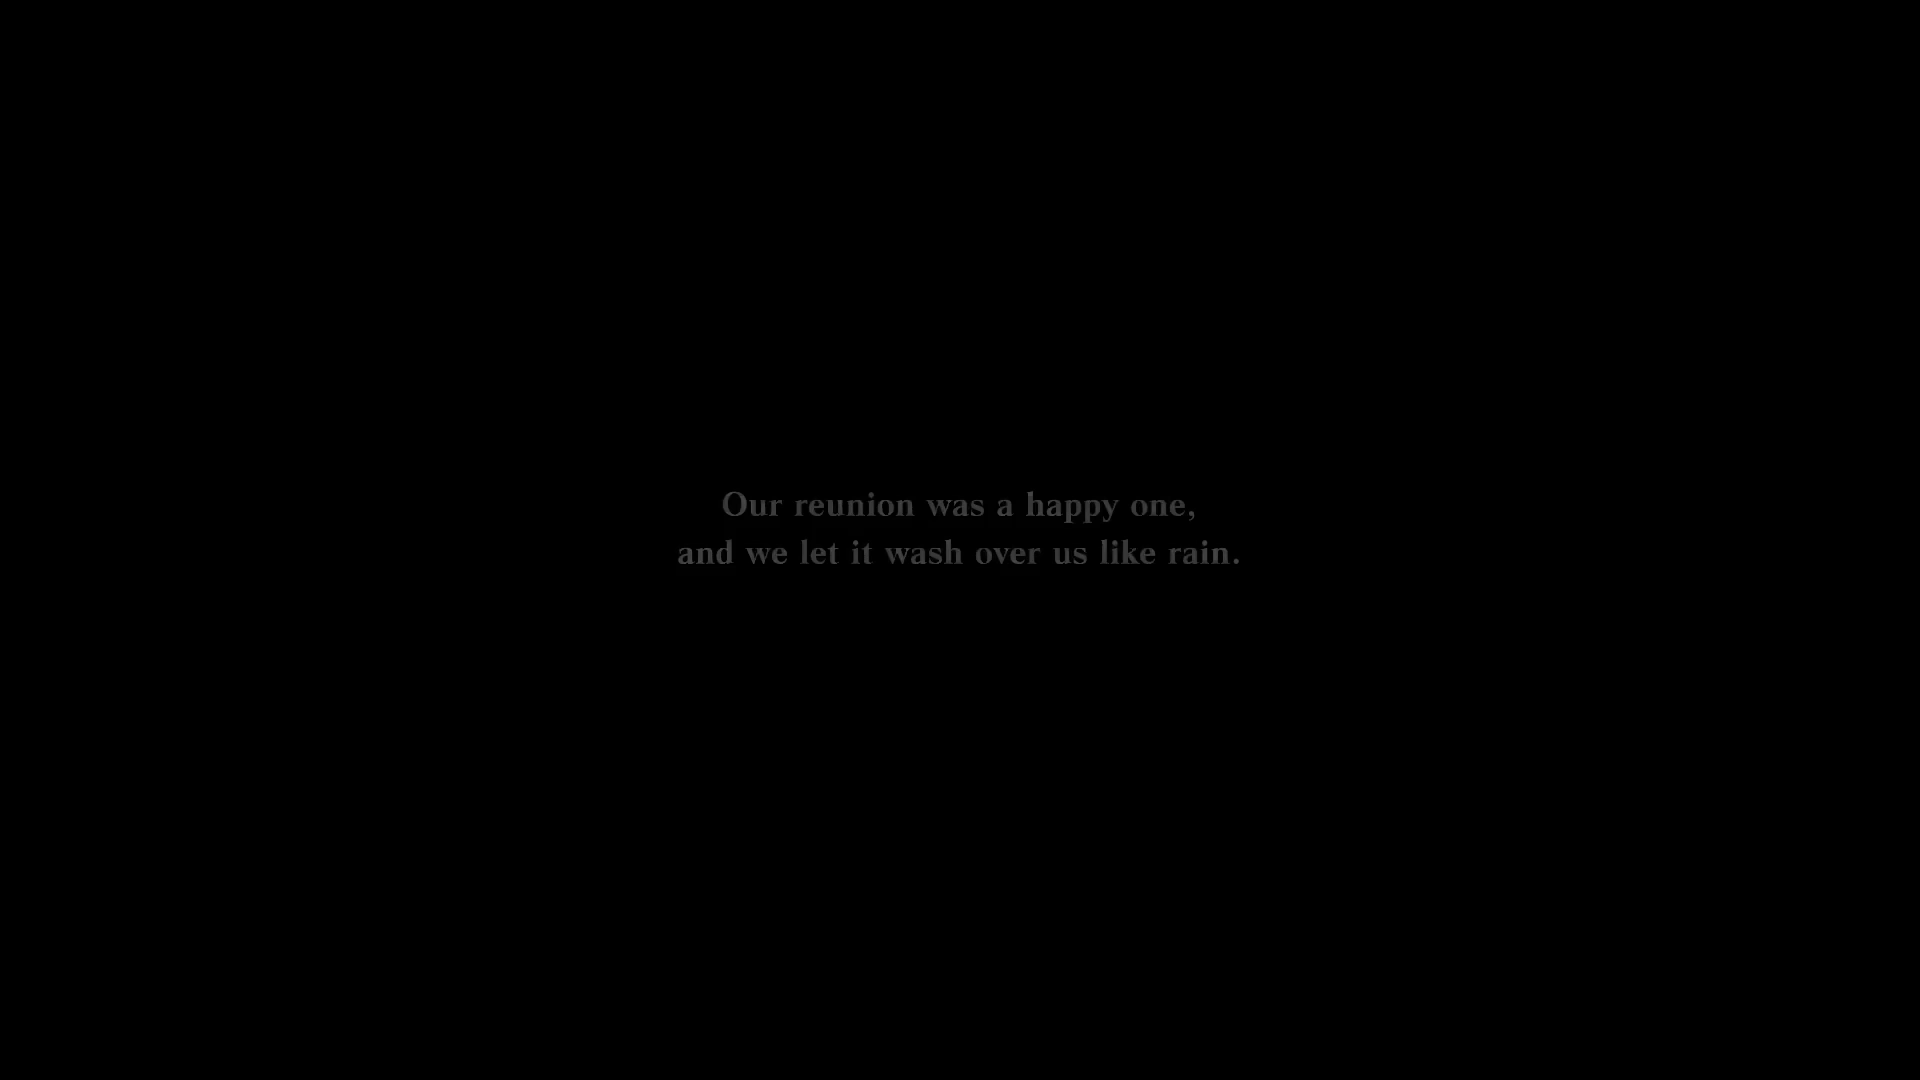 Our reunion was a happy one,
and we let it wash over us like rain.